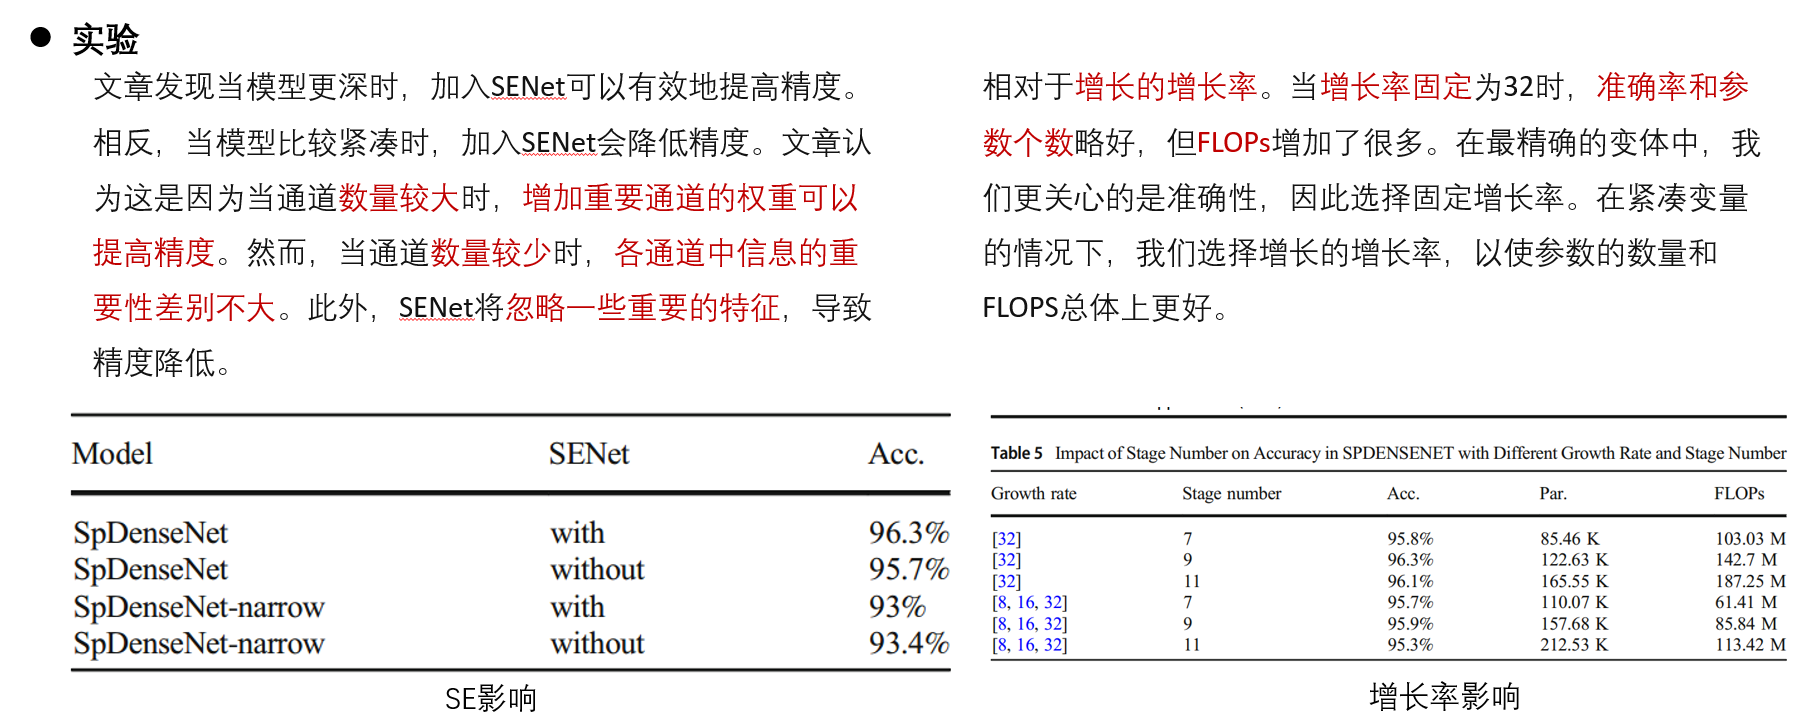 ● 实验
文章发现当模型更深时，加入SENet可以有效地提高精度。
相反，当模型比较紧凑时，加入SENet会降低精度。文章认
为这是因为当通道数量较大时，增加重要通道的权重可以
提高精度。然而，当通道数量较少时，各通道中信息的重
要性差别不大。此外，SENet将忽略一些重要的特征，导致
精度降低。
Model SENet Acc.
SpDenseNet with 96.3%
SpDenseNet without 95.7%
SpDenseNet-narrow with 93%
SpDenseNet-narrow without 93.4%
SE影响
相对于增长的增长率。当增长率固定为32时，准确率和参
数个数略好，但FLOPs增加了很多。在最精确的变体中，我
们更关心的是准确性，因此选择固定增长率。在紧凑变量
的情况下，我们选择增长的增长率，以使参数的数量和
FLOPS总体上更好。
Table 5 Impact of Stage Number on Accuracy in SPDENSENET with Different Growth Rate and Stage Number
Growth rate Stage number Acc. Par. FLOPs
[32] 7 95.8% 85.46 K 103.03 M
[32] 9 96.3% 122.63 K 142.7 M
[32] 11 96.1% 165.55 K 187.25 M
[8, 16, 32] 7 95.7% 110.07 K 61.41 M
[8, 16, 32] 9 95.9% 157.68 K 85.84 M
[8, 16, 32] 11 95.3% 212.53 K 113.42 M
增长率影响